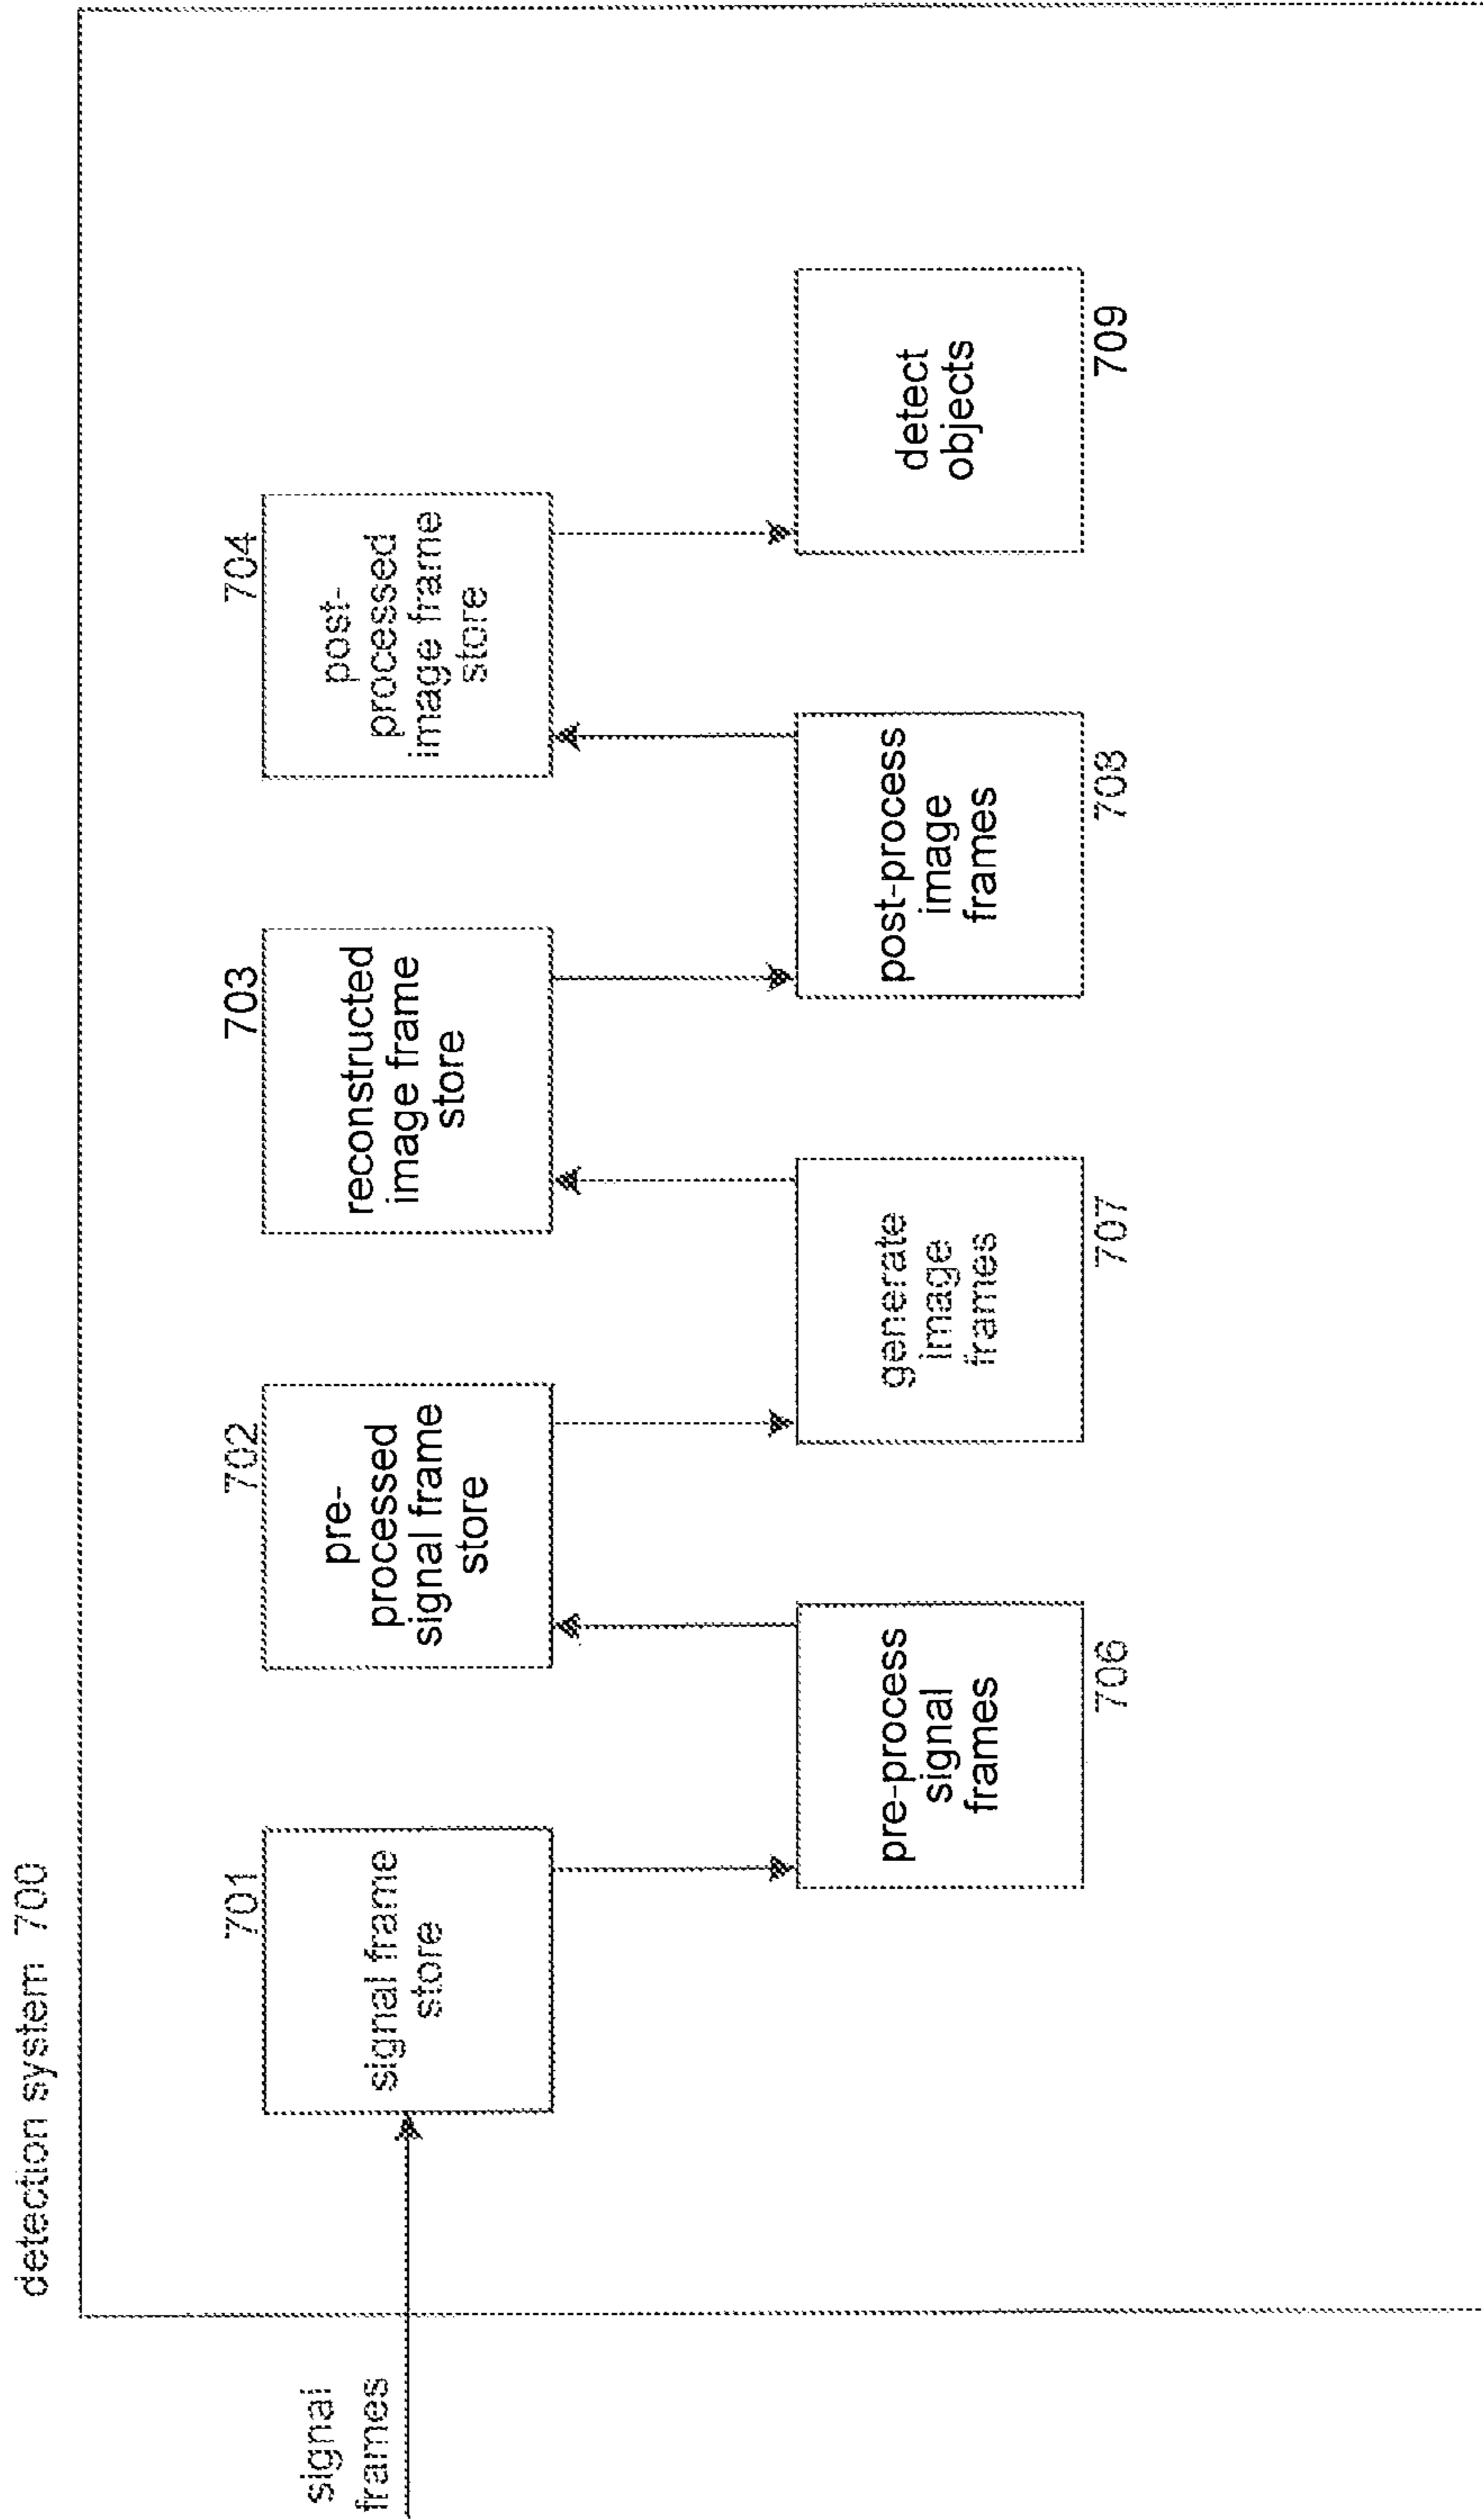 detection system 700
signal
frames
701
signal frame
store
702
pre-
processed
signal frame
store
703
reconstructed
image frame
store
704
post-
processed
image frame
store
pre-process
signal
frames
706
generate
image
frames
707
post-process
image
frames
708
detect
objects
709